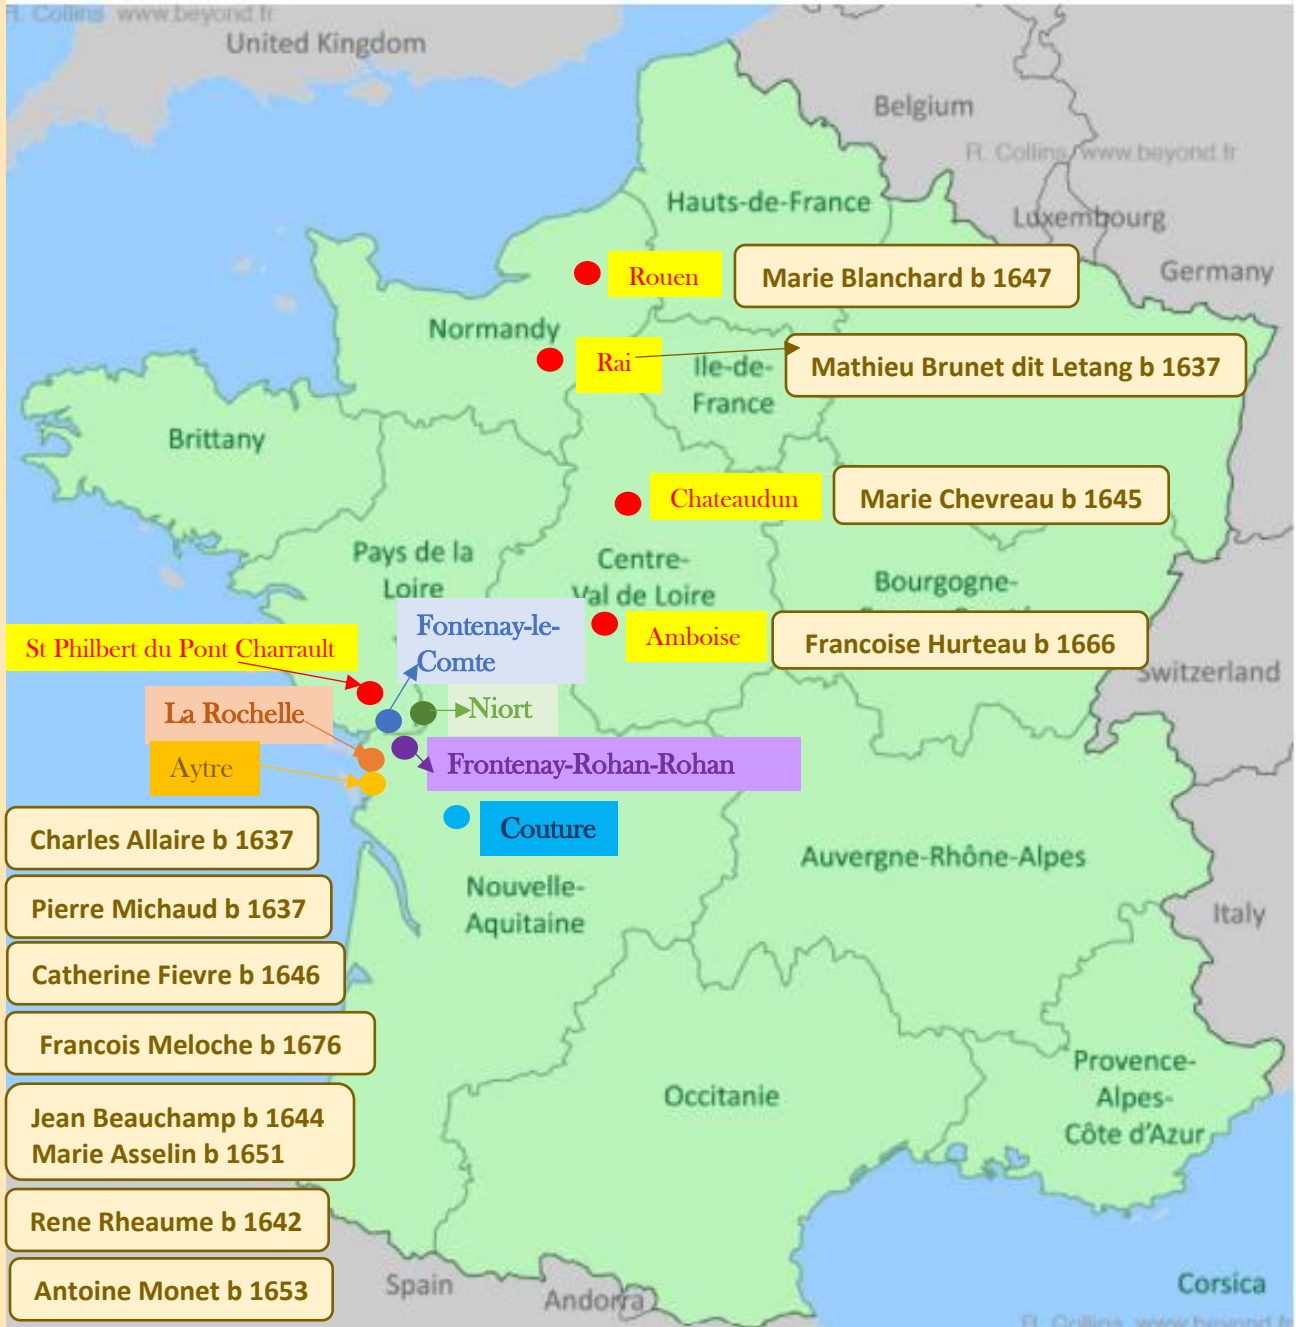 R. Collins www.beyond.fr
United Kingdom
Belgium
R. Collins www.beyond.fr
Hauts-de-France
Luxembourg
Germany
Rouen
Marie Blanchard b 1647
Normandy
Rai
Ile-de-
France
Mathieu Brunet dit Letang b 1637
Brittany
Chateaudun
Marie Chevreau b 1645
Pays de la
Loire
Centre-
Val de Loire
Bourgogne-
Fontenay-le-
Comte
St Philbert du Pont Charrault
Amboise
Francoise Hurteau b 1666
Switzerland
La Rochelle
Niort
Aytre
Frontenay-Rohan-Rohan
Couture
Charles Allaire b 1637
Auvergne-Rhône-Alpes
Nouvelle-
Aquitaine
Pierre Michaud b 1637
Italy
Catherine Fievre b 1646
Francois Meloche b 1676
Provence-
Alpes-
Côte d'Azur
Occitanie
Jean Beauchamp b 1644
Marie Asselin b 1651
Rene Rheaume b 1642
Antoine Monet b 1653
Spain
Andorra
Corsica
R. Collins www.beyond.fr